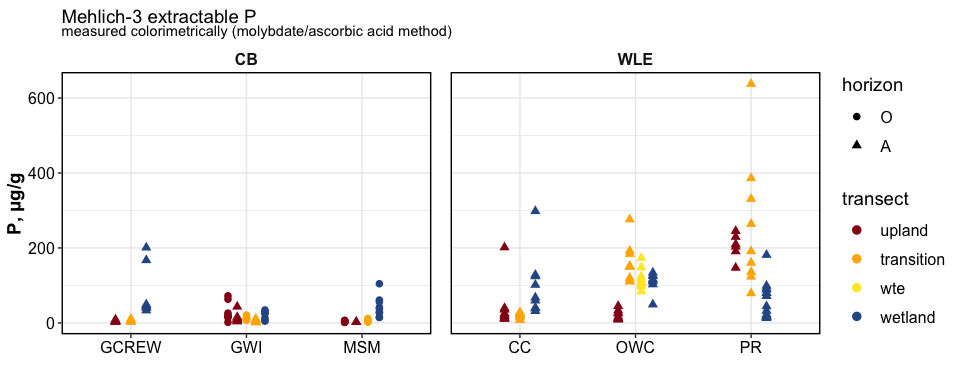 Mehlich-3 extractable P
measured colorimetrically (molybdate/ascorbic acid method)
CB
WLE
P, μg/g
600
400
200
0
GCREW
GWI
MSM
CC
OWC
PR
horizon
O
A
transect
upland
transition
wte
wetland